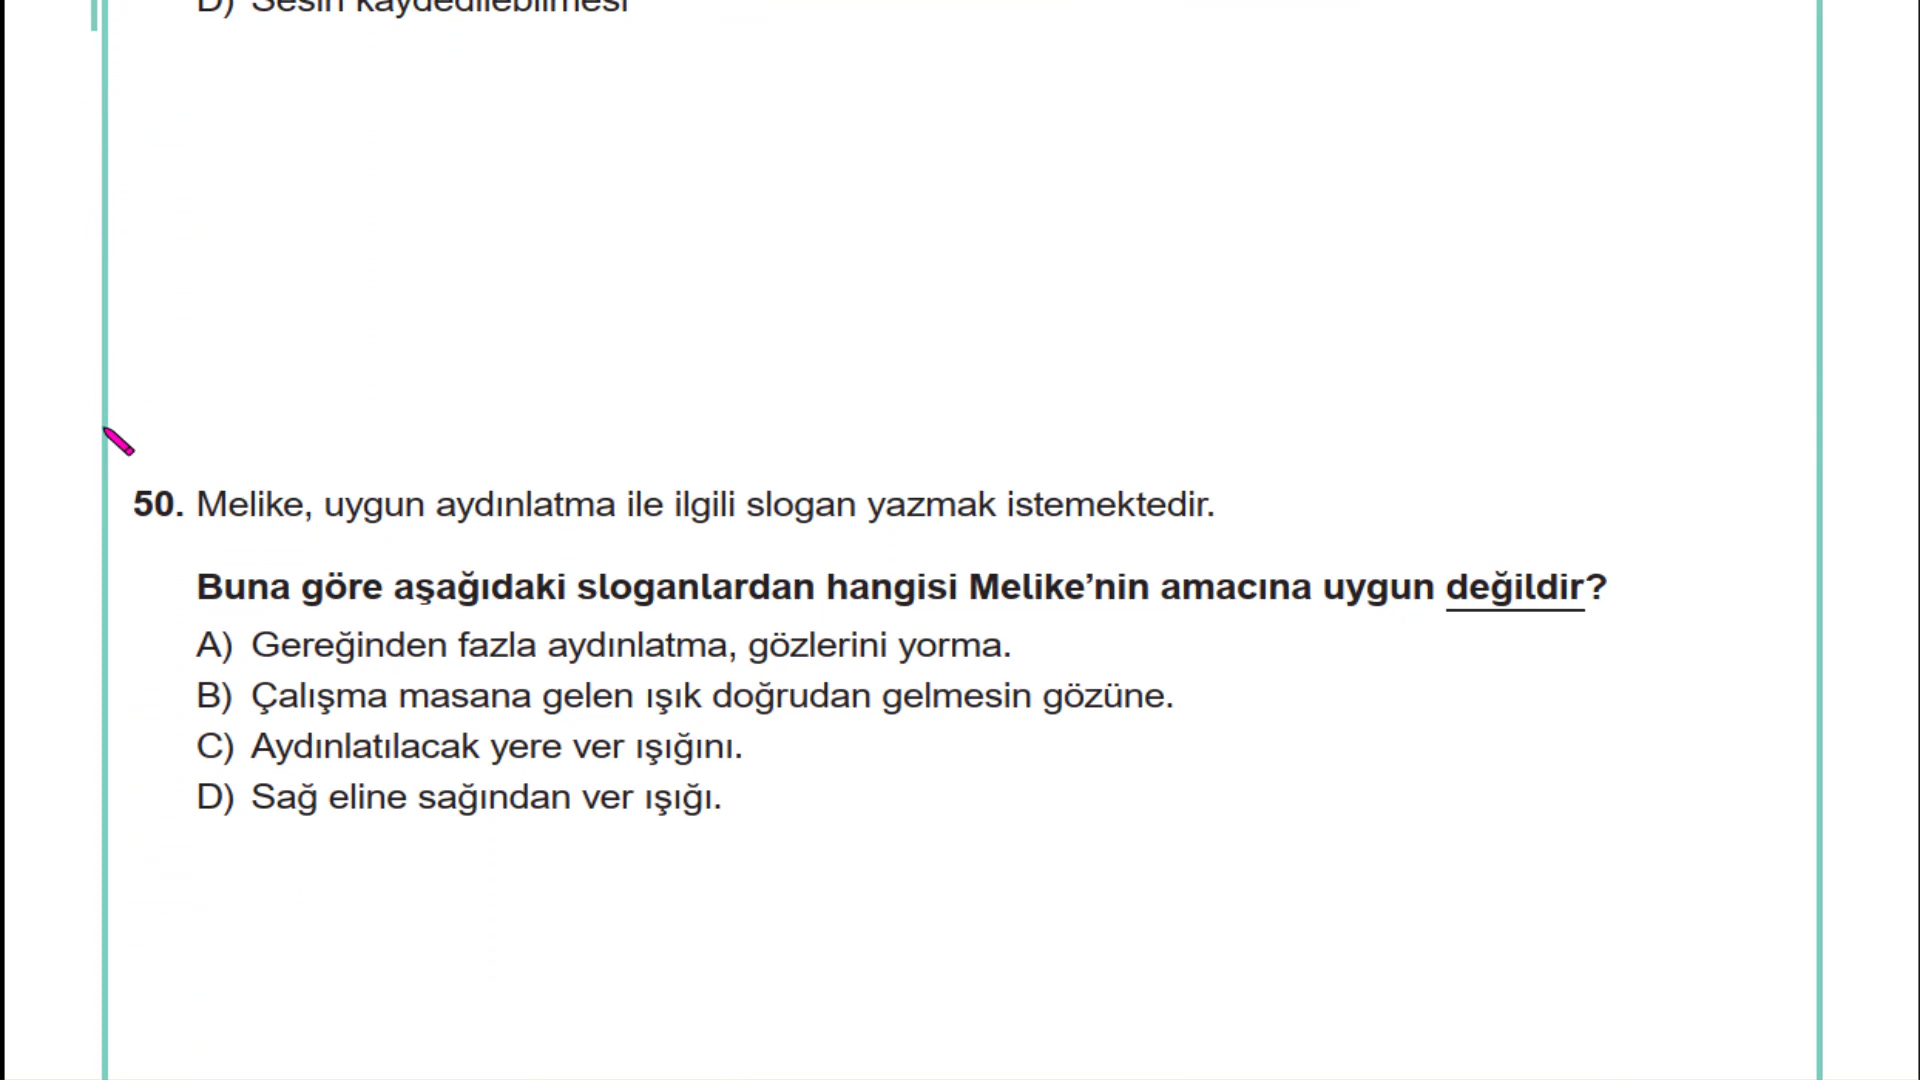 D) Sesin kaydedilebilmesi
50. Melike, uygun aydınlatma ile ilgili slogan yazmak istemektedir.
Buna göre aşağıdaki sloganlardan hangisi Melike’nin amacına uygun değildir?
A) Gereğinden fazla aydınlatma, gözlerini yorma.
B) Çalışma masana gelen ışık doğrudan gelmesin gözüne.
C) Aydınlatılacak yere ver ışığını.
D) Sağ eline sağından ver ışığı.